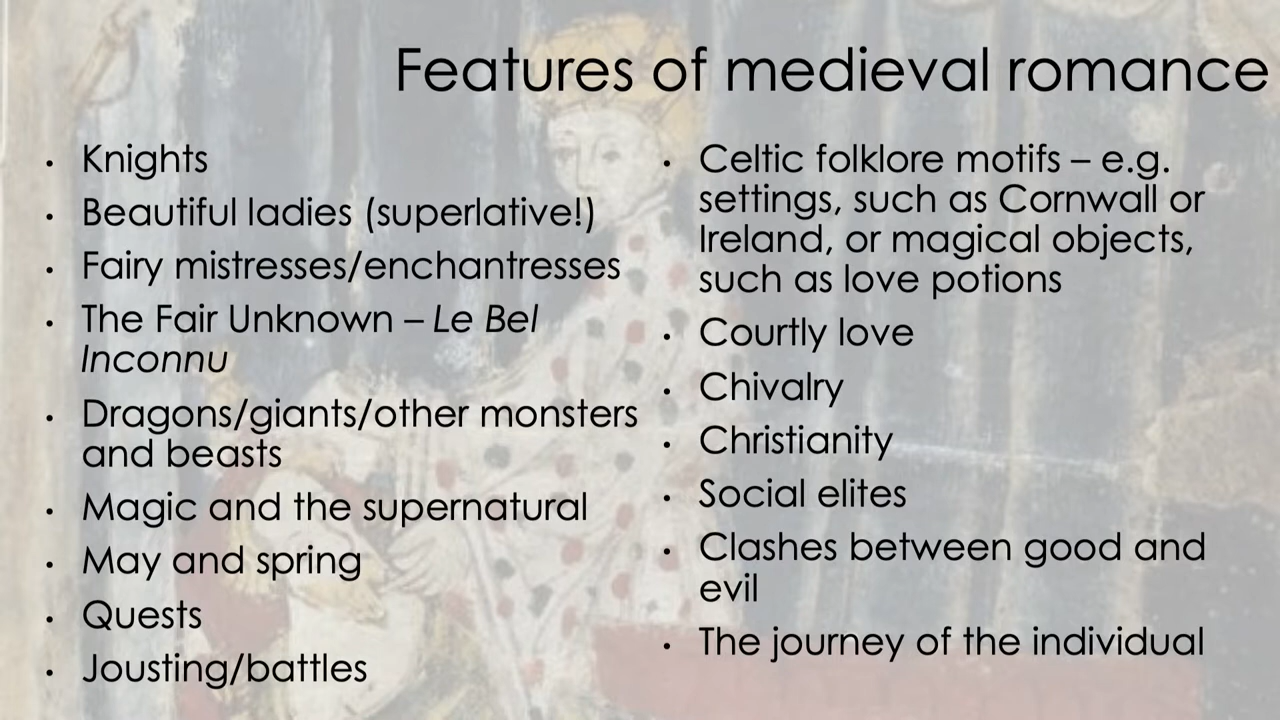 Features of medieval romance
• Knights
• Beautiful ladies (superlative!)
• Fairy mistresses/enchantresses
• The Fair Unknown – Le Bel
Inconnu
• Dragons/giants/other monsters
and beasts
• Magic and the supernatural
• May and spring
• Quests
• Jousting/battles
• Celtic folklore motifs – e.g.
settings, such as Cornwall or
Ireland, or magical objects,
such as love potions
• Courtly love
• Chivalry
• Christianity
• Social elites
• Clashes between good and
evil
• The journey of the individual